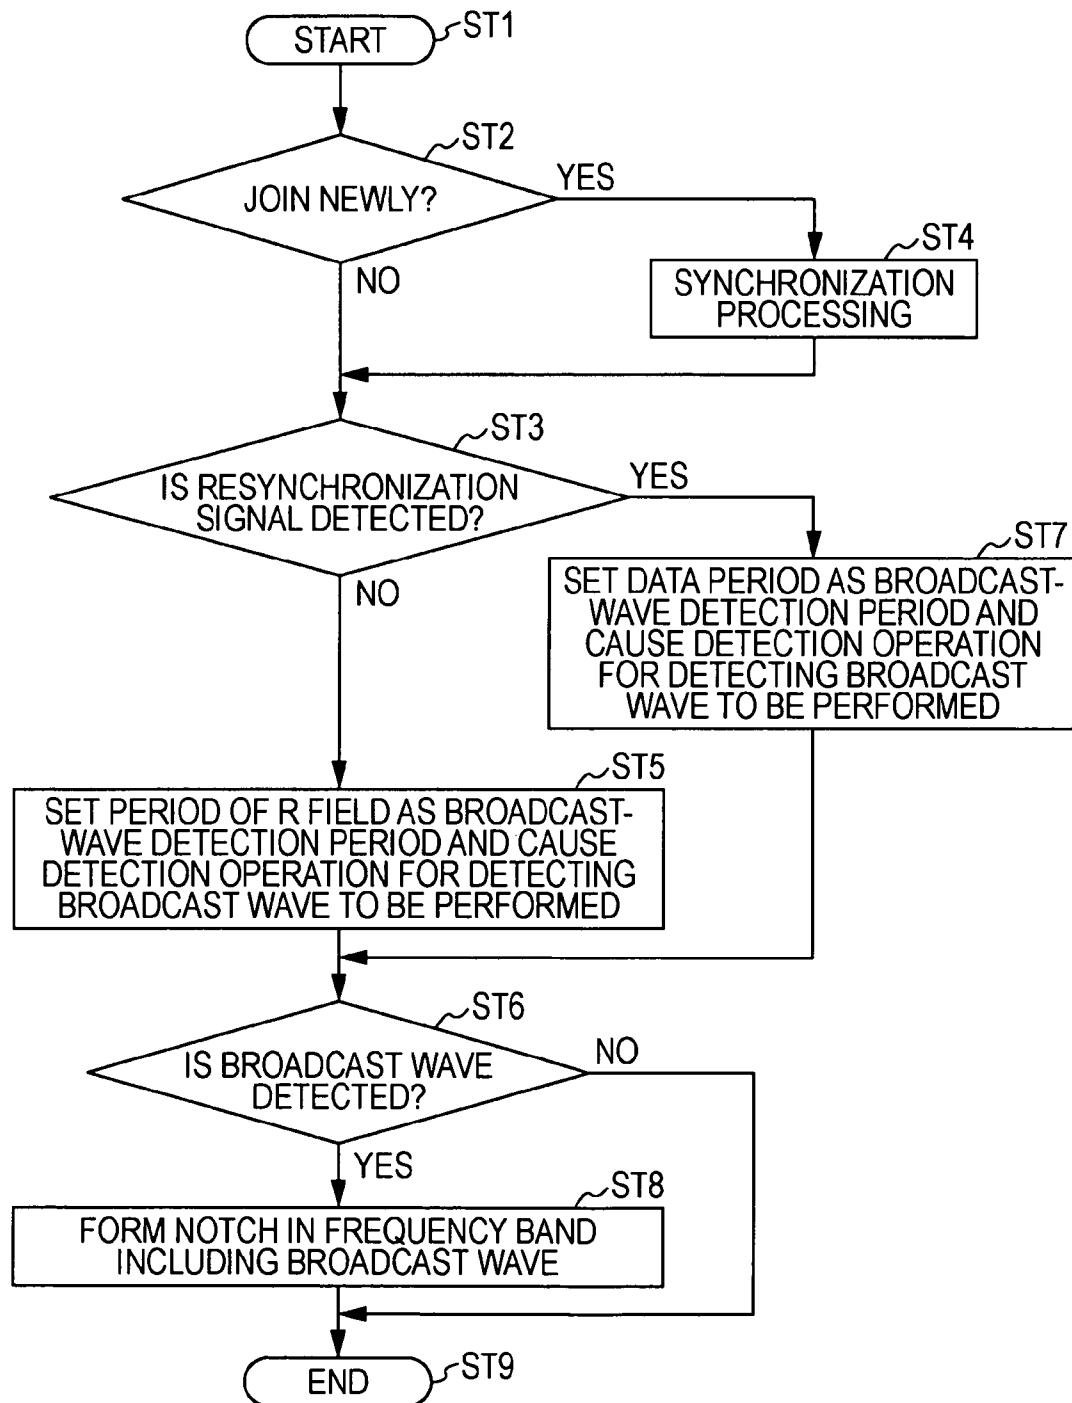 START
ST1
ST2
JOIN NEWLY?
YES
NO
ST4
SYNCHRONIZATION
PROCESSING
ST3
IS RESYNCHRONIZATION
SIGNAL DETECTED?
YES
NO
ST7
SET DATA PERIOD AS BROADCAST-
WAVE DETECTION PERIOD AND
CAUSE DETECTION OPERATION
FOR DETECTING BROADCAST
WAVE TO BE PERFORMED
ST5
SET PERIOD OF R FIELD AS BROADCAST-
WAVE DETECTION PERIOD AND CAUSE
DETECTION OPERATION FOR DETECTING
BROADCAST WAVE TO BE PERFORMED
ST6
IS BROADCAST WAVE
DETECTED?
NO
YES
ST8
FORM NOTCH IN FREQUENCY BAND
INCLUDING BROADCAST WAVE
END
ST9